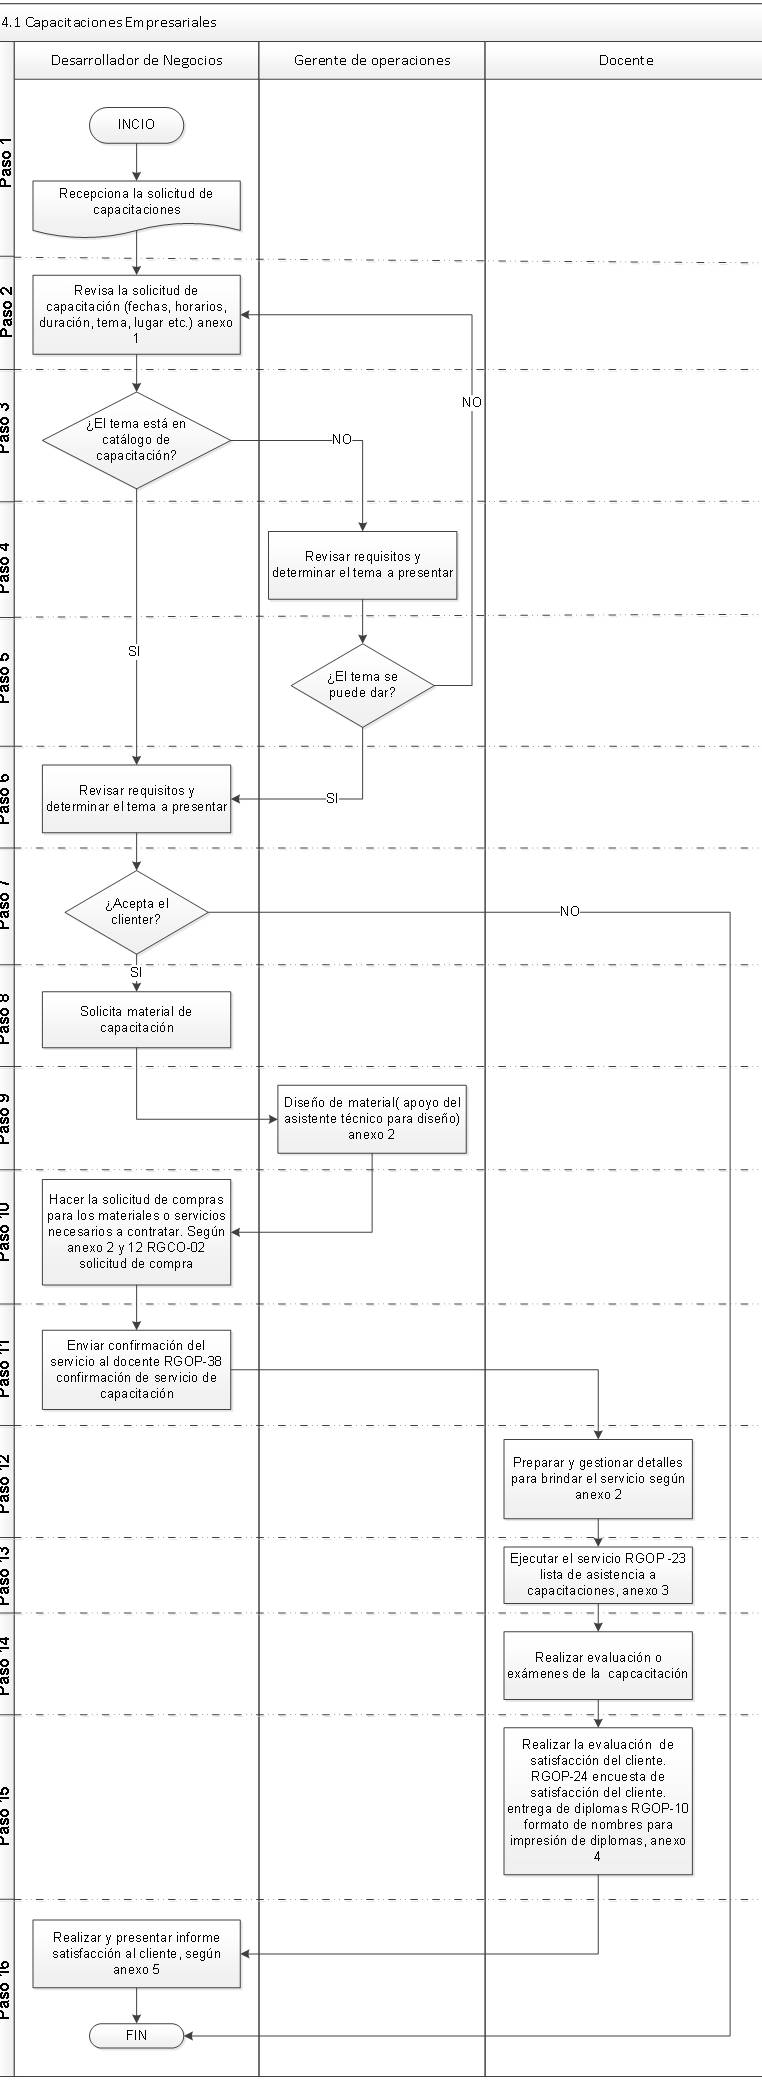 4.1 Capacitaciones Empresariales
Desarrollador de Negocios
Gerente de operaciones
Docente
Paso 1
INCIO
Recepciona la solicitud de
capacitaciones
Paso 2
Revisa la solicitud de
capacitación (fechas, horarios,
duración, tema, lugar etc.) anexo
1
Paso 3
¿El tema está en
catálogo de
capacitación?
NO
NO
Paso 4
Revisar requisitos y
determinar el tema a presentar
Paso 5
SI
¿El tema se
puede dar?
Paso 6
Revisar requisitos y
determinar el tema a presentar
SI
Paso 7
¿Acepta el
clienter?
NO
SI
Paso 8
Solicita material de
capacitación
Paso 9
Diseño de material( apoyo del
asistente técnico para diseño)
anexo 2
Paso 10
Hacer la solicitud de compras
para los materiales o servicios
necesarios a contratar. Según
anexo 2 y 12 RGCO-02
solicitud de compra
Paso 11
Enviar confirmación del
servicio al docente RGOP-38
confirmación de servicio de
capacitación
Paso 12
Preparar y gestionar detalles
para brindar el servicio según
anexo 2
Paso 13
Ejecutar el servicio RGOP -23
lista de asistencia a
capacitaciones, anexo 3
Paso 14
Realizar evaluación o
exámenes de la capcacitación
Paso 15
Realizar la evaluación de
satisfacción del cliente.
RGOP-24 encuesta de
satisfacción del cliente.
entrega de diplomas RGOP-10
formato de nombres para
impresión de diplomas, anexo
4
Paso 16
Realizar y presentar informe
satisfacción al cliente, según
anexo 5
FIN